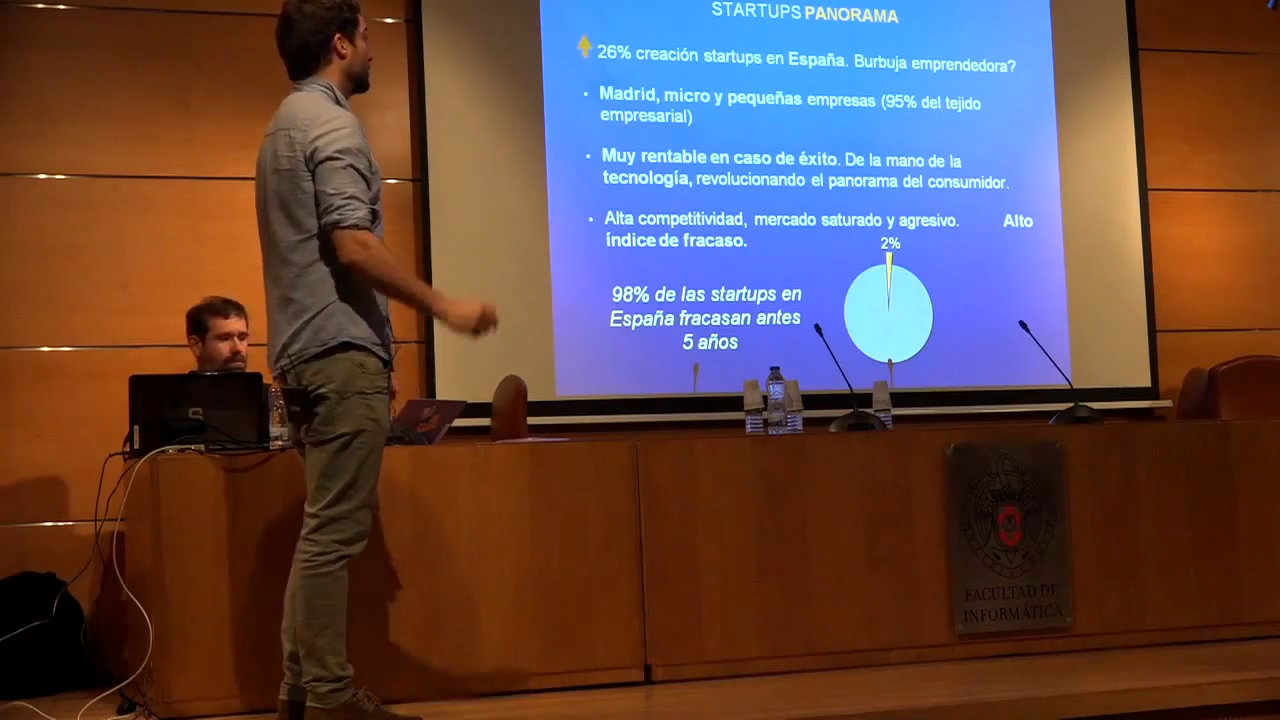 STARTUPS PANORAMA
26% creación startups en España. Burbuja emprendedora?
• Madrid, micro y pequeñas empresas (95% del tejido
empresarial)
• Muy rentable en caso de éxito. De la mano de la
tecnología, revolucionando el panorama del consumidor.
• Alta competitividad, mercado saturado y agresivo. Alto
índice de fracaso.
2%
98% de las startups en
España fracasan antes
5 años
S
FACULTAD DE
INFORMÁTICA